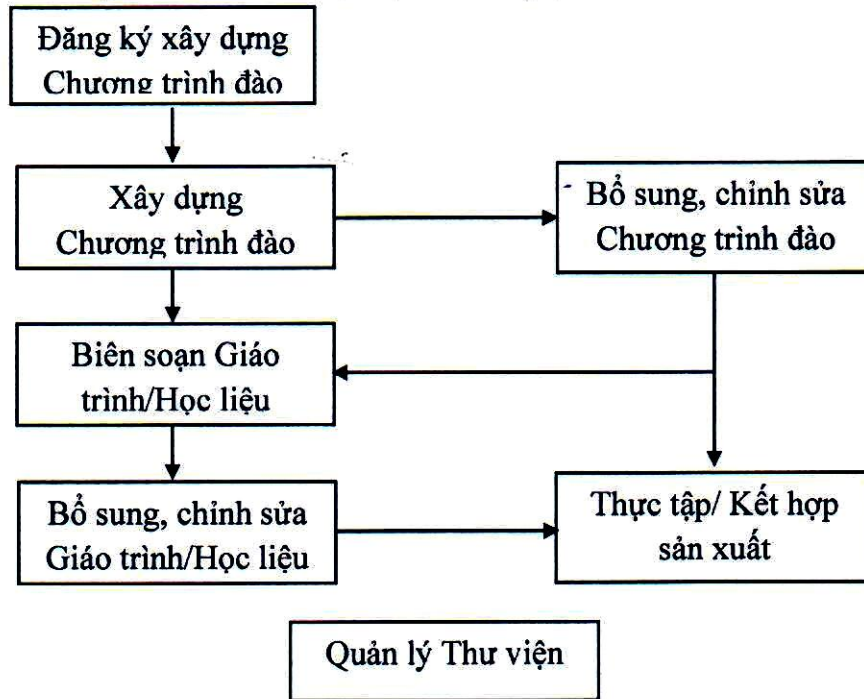 Đăng ký xây dựng
Chương trình đào
Xây dựng
Chương trình đào
Bổ sung, chỉnh sửa
Chương trình đào
Biên soạn Giáo
trình/Học liệu
Bổ sung, chỉnh sửa
Giáo trình/Học liệu
Thực tập/ Kết hợp
sản xuất
Quản lý Thư viện